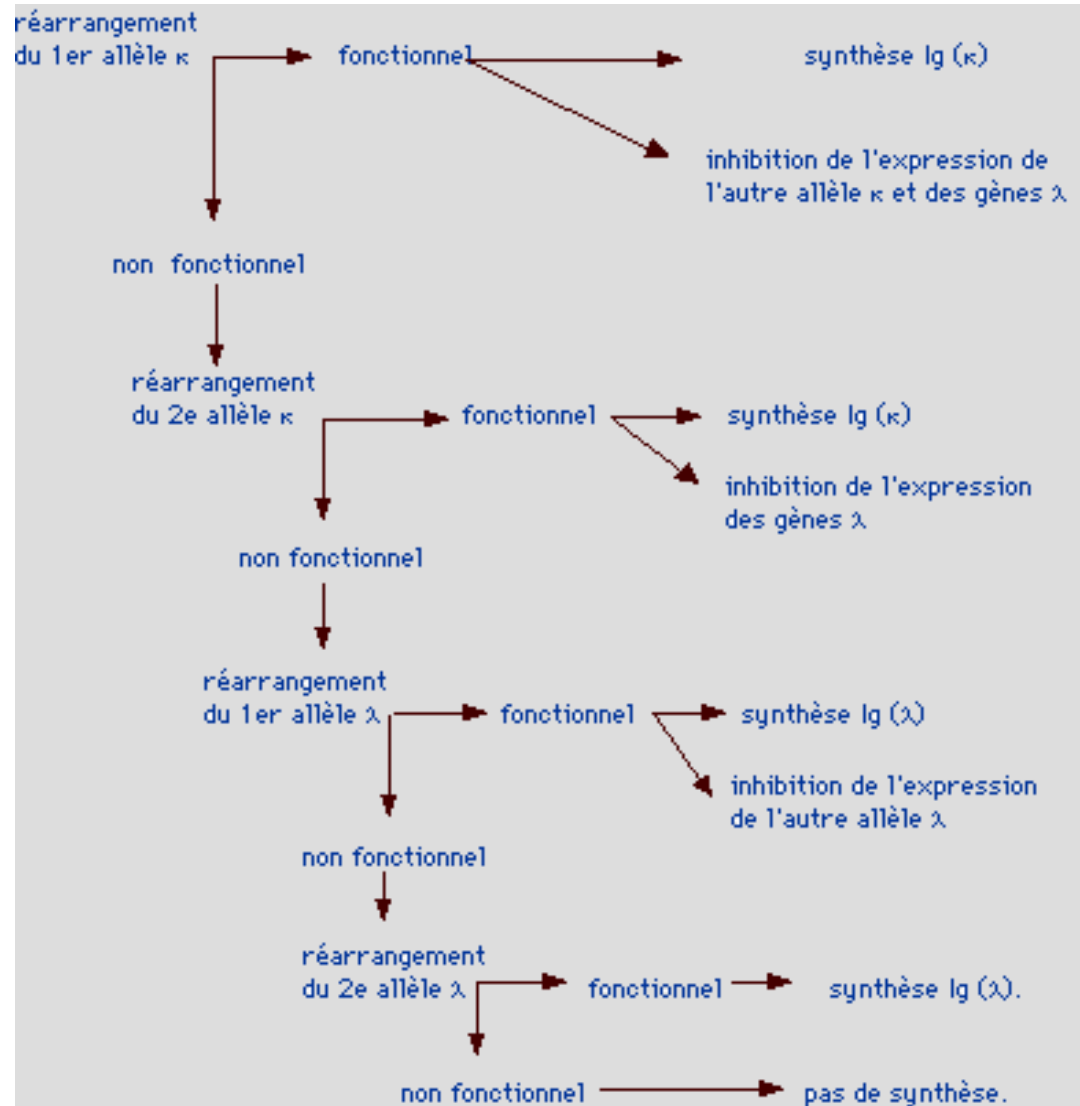 réarrangement
du 1er allèle κ
fonctionnel
synthèse Ig (κ)
inhibition de l'expression de
l'autre allèle κ et des gènes λ
non fonctionnel
réarrangement
du 2e allèle κ
fonctionnel
synthèse Ig (κ)
inhibition de l'expression
des gènes λ
non fonctionnel
réarrangement
du 1er allèle λ
fonctionnel
synthèse Ig (λ)
inhibition de l'expression
de l'autre allèle λ
non fonctionnel
réarrangement
du 2e allèle λ
fonctionnel
synthèse Ig (λ).
non fonctionnel
pas de synthèse.